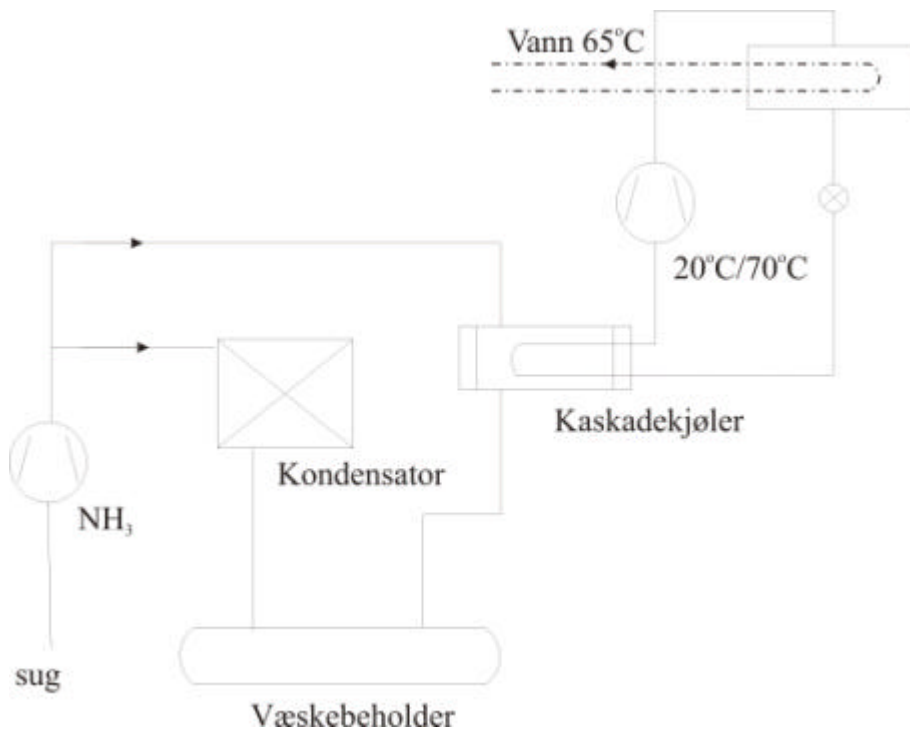 Vann 65°C
20°C/70°C
Kaskadekjøler
Kondensator
NH₃
sug
Væskebeholder